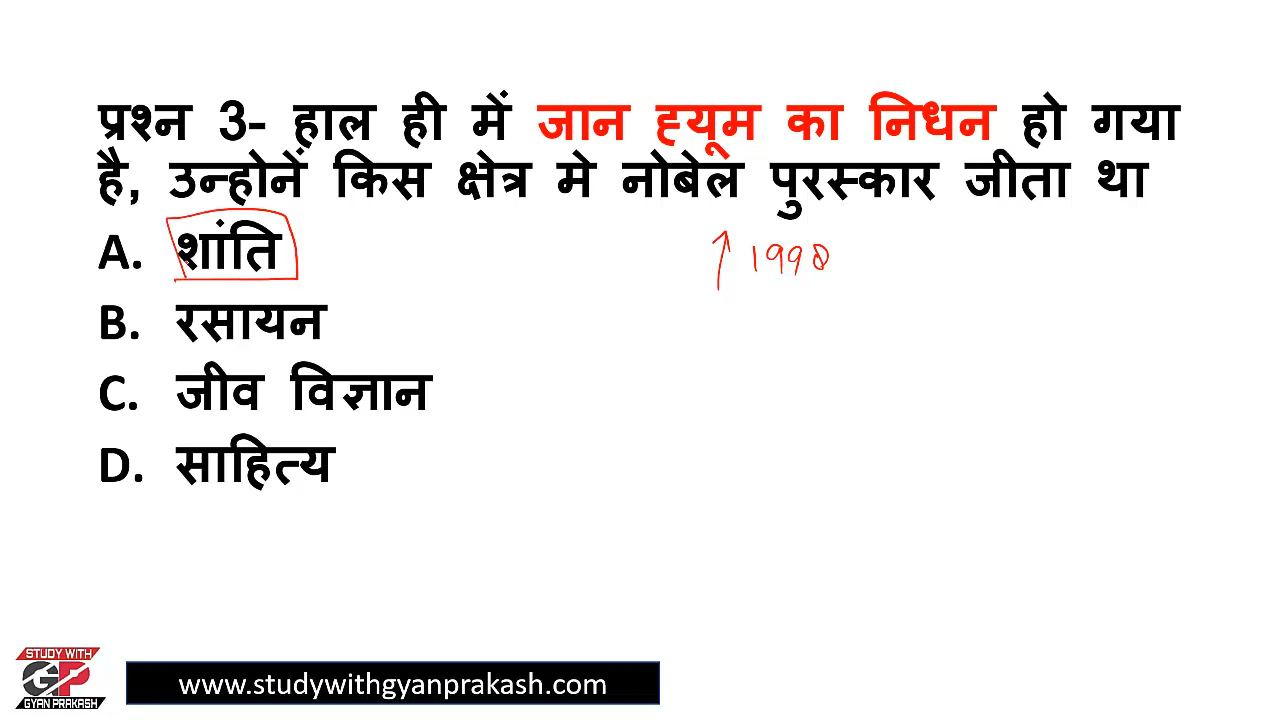 प्रश्न 3- हाल ही में जान ह्यूम का निधन हो गया
है, उन्होनें किस क्षेत्र मे नोबेल पुरस्कार जीता था
A. शांति
1998
B. रसायन
C. जीव विज्ञान
D. साहित्य
STUDY WITH
GP
GYAN PRAKASH
www.studywithgyanprakash.com